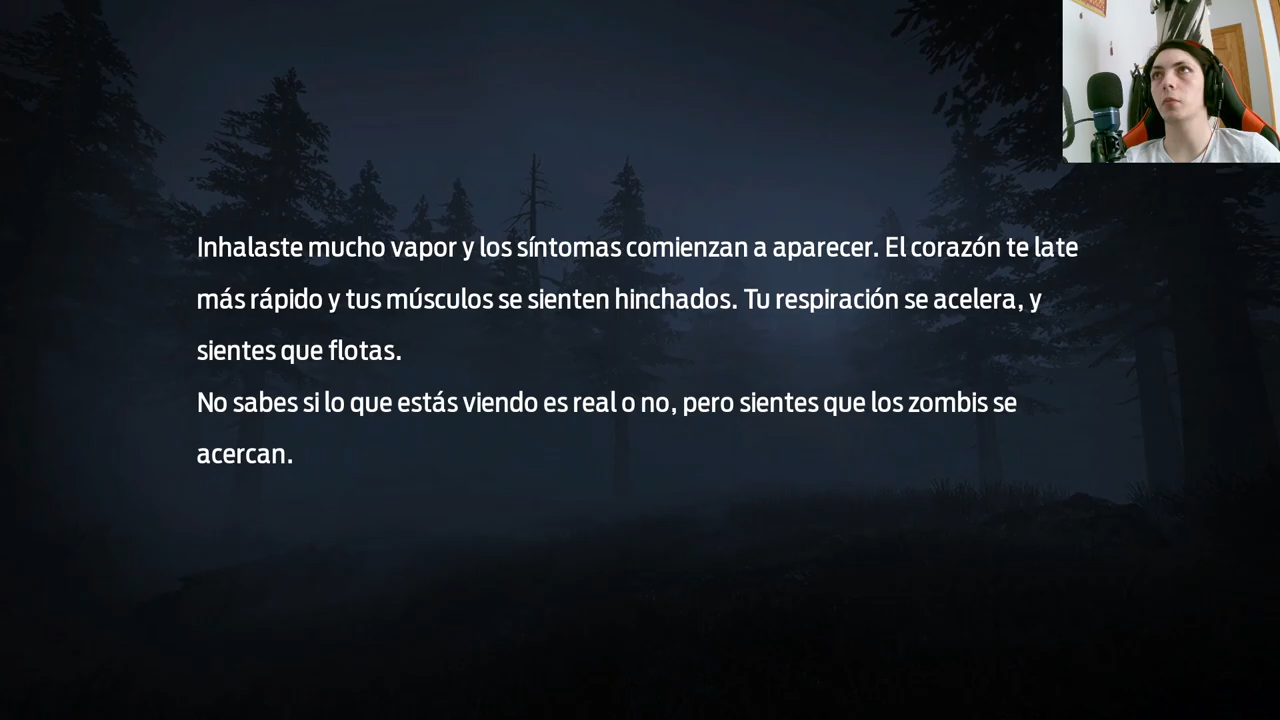 Inhalaste mucho vapor y los síntomas comienzan a aparecer. El corazón te late
más rápido y tus músculos se sienten hinchados. Tu respiración se acelera, y
sientes que flotas.
No sabes si lo que estás viendo es real o no, pero sientes que los zombis se
acercan.